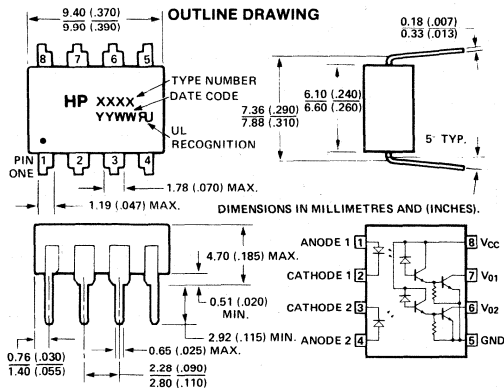 OUTLINE DRAWING
9.40 (.370)
9.90 (.390)
8 7 6 5
HP XXXX
YYWW
TYPE NUMBER
DATE CODE
UL
RECOGNITION
PIN
ONE
1 2 3 4
1.78 (.070) MAX.
1.19 (.047) MAX.
0.18 (.007)
0.33 (.013)
7.36 (.290)
7.88 (.310)
6.10 (.240)
6.60 (.260)
5° TYP.
DIMENSIONS IN MILLIMETRES AND (INCHES).
4.70 (.185) MAX.
0.51 (.020)
MIN.
2.92 (.115) MIN.
0.76 (.030)
1.40 (.055)
0.65 (.025) MAX.
2.28 (.090)
2.80 (.110)
ANODE 1 1
CATHODE 1 2
CATHODE 2 3
ANODE 2 4
8 VCC
7 V01
6 V02
5 GND